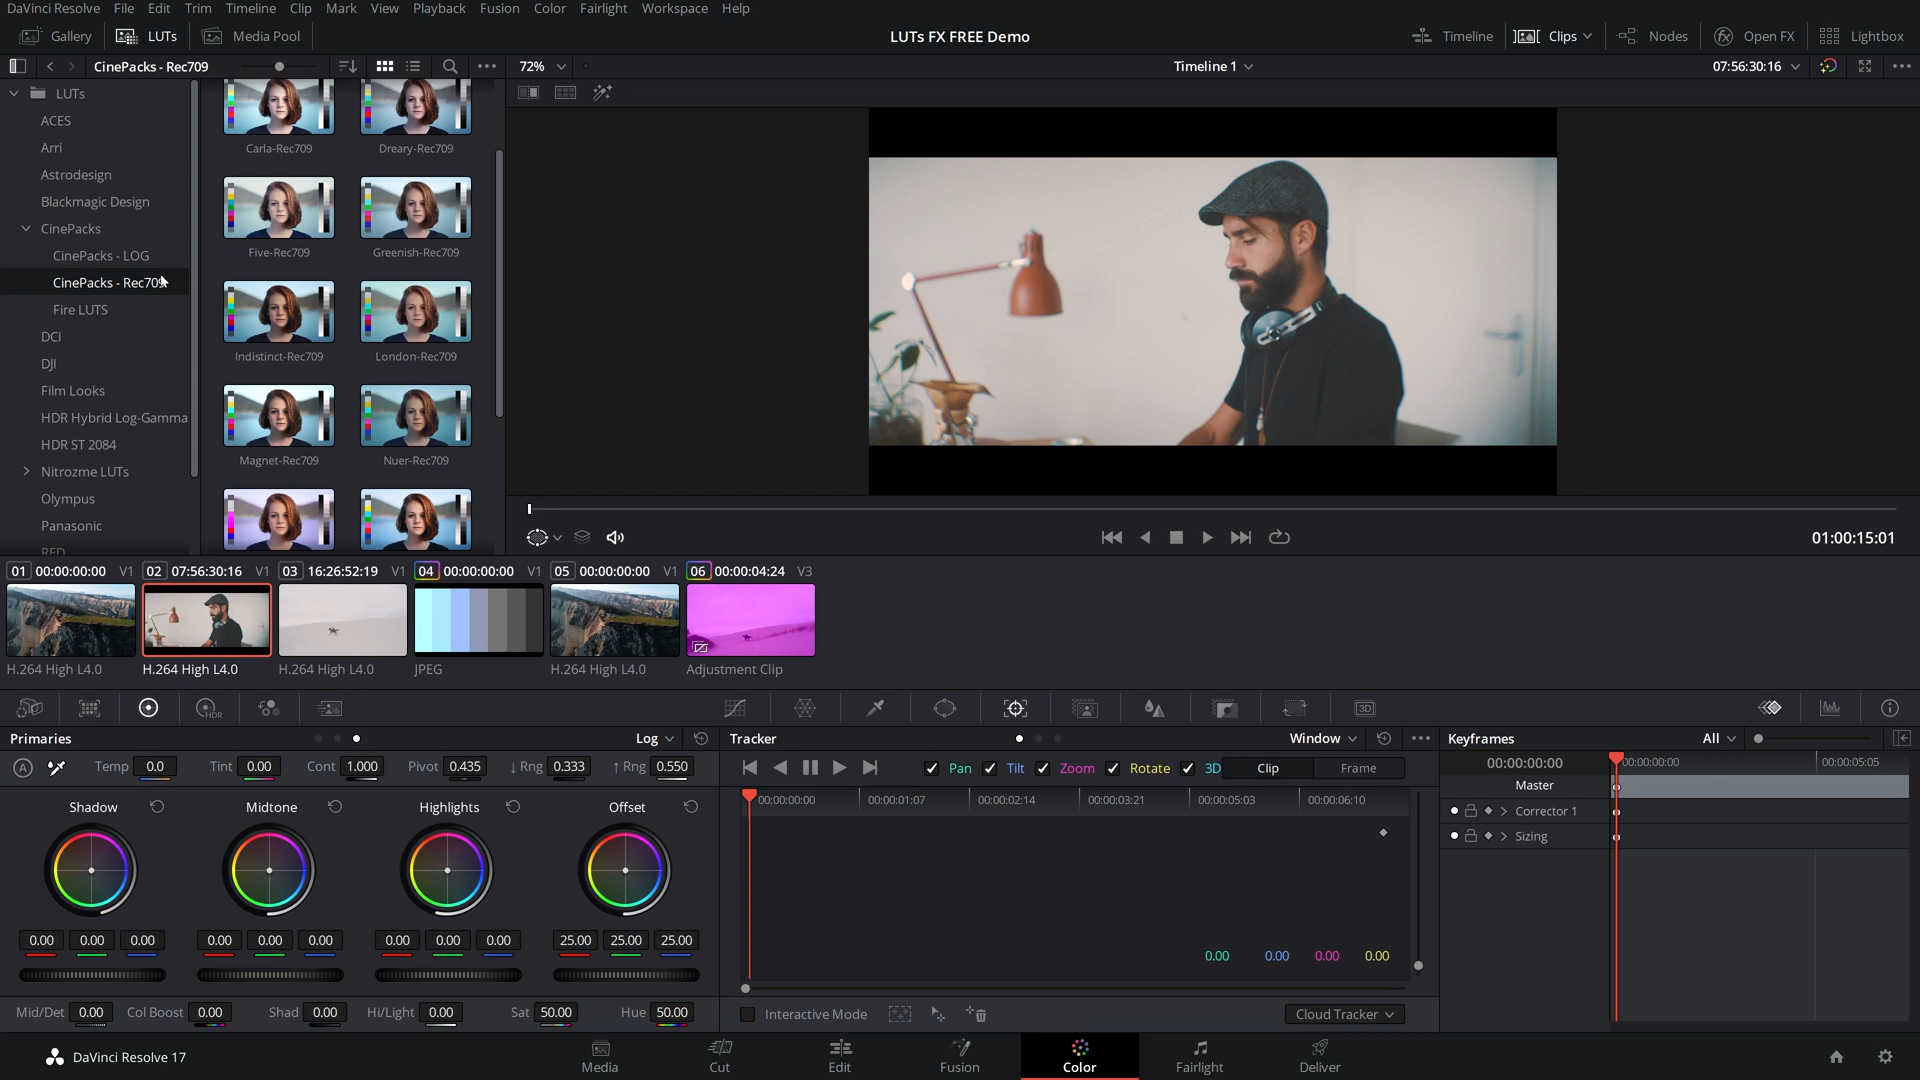 DaVinci Resolve File Edit Trim Timeline Clip Mark View Playback Fusion Color Fairlight Workspace Help
Gallery LUTs Media Pool LUTs FX FREE Demo Timeline Clips Nodes Open FX Lightbox
CinePacks - Rec709 72% Timeline 1 07:56:30:16
LUTs
ACES
Arri
Astrodesign
Blackmagic Design
CinePacks
CinePacks - LOG
CinePacks - Rec709
Fire LUTS
DCI
DJI
Film Looks
HDR Hybrid Log-Gamma
HDR ST 2084
Nitrozme LUTs
Olympus
Panasonic
RED
Carla-Rec709 Dreary-Rec709
Five-Rec709 Greenish-Rec709
Indistinct-Rec709 London-Rec709
Magnet-Rec709 Nuer-Rec709
01:00:15:01
01 00:00:00:00 V1 02 07:56:30:16 V1 03 16:26:52:19 V1 04 00:00:00:00 V1 05 00:00:00:00 V1 06 00:00:04:24 V3
H.264 High L4.0 H.264 High L4.0 H.264 High L4.0 JPEG H.264 High L4.0 Adjustment Clip
HDR 3D
Primaries Log
A Temp 0.0 Tint 0.00 Cont 1.000 Pivot 0.435 ↓ Rng 0.333 ↑ Rng 0.550
Shadow Midtone Highlights Offset
0.00 0.00 0.00 0.00 0.00 0.00 0.00 0.00 0.00 25.00 25.00 25.00
Mid/Det 0.00 Col Boost 0.00 Shad 0.00 Hi/Light 0.00 Sat 50.00 Hue 50.00
Tracker Window
Pan Tilt Zoom Rotate 3D Clip Frame
00:00:00:00 00:00:01:07 00:00:02:14 00:00:03:21 00:00:05:03 00:00:06:10
0.00 0.00 0.00 0.00
Interactive Mode Cloud Tracker
Keyframes All
00:00:00:00 00:00:00:00 00:00:05:05
Master
Corrector 1
Sizing
DaVinci Resolve 17 Media Cut Edit Fusion Color Fairlight Deliver